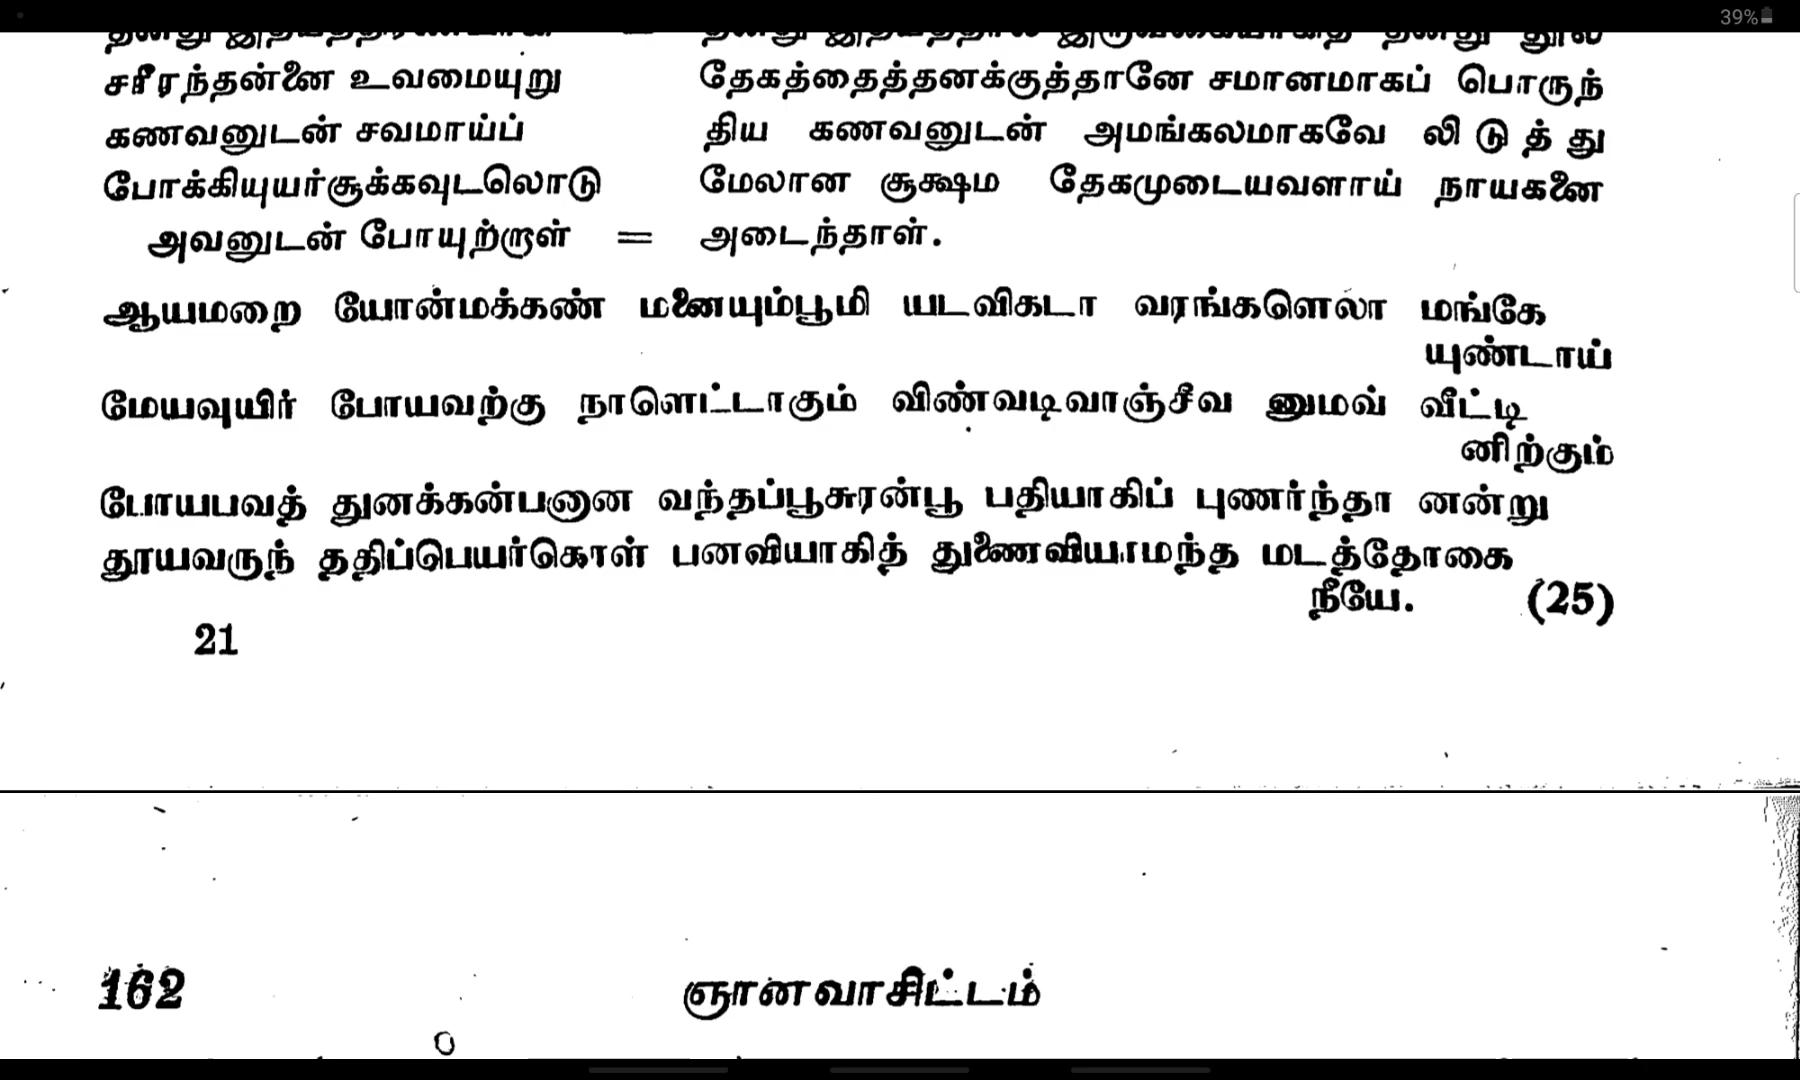 39%
சரீரந்தன்னை உவமையுறு தேகத்தைத்தனக்குத்தானே சமானமாகப் பொருந்
கணவனுடன் சவமாய்ப் திய கணவனுடன் அமங்கலமாகவே விடுத்து
போக்கியுயர்சூக்கவுடலொடு மேலான சூக்ஷம தேகமுடையவளாய் நாயகனை
அவனுடன் போயுற்றாள் = அடைந்தாள்.
ஆயமறை யோன்மக்கண் மனையும்பூமி யடவிகடா வரங்களெலா மங்கே
யுண்டாய்
மேயவுயிர் போயவற்கு நாளெட்டாகும் விண்வடிவாஞ்சீவ னுமவ் வீட்டி
னிற்கும்
போயபவத் துனக்கன்பனான வந்தப்பூசுரன்பூ பதியாகிப் புணர்ந்தா னன்று
தூயவருந் ததிப்பெயர்கொள் பனவியாகித் துணைவியாமந்த மடத்தோகை
நீயே. (25)
21
162 ஞானவாசிட்டம்